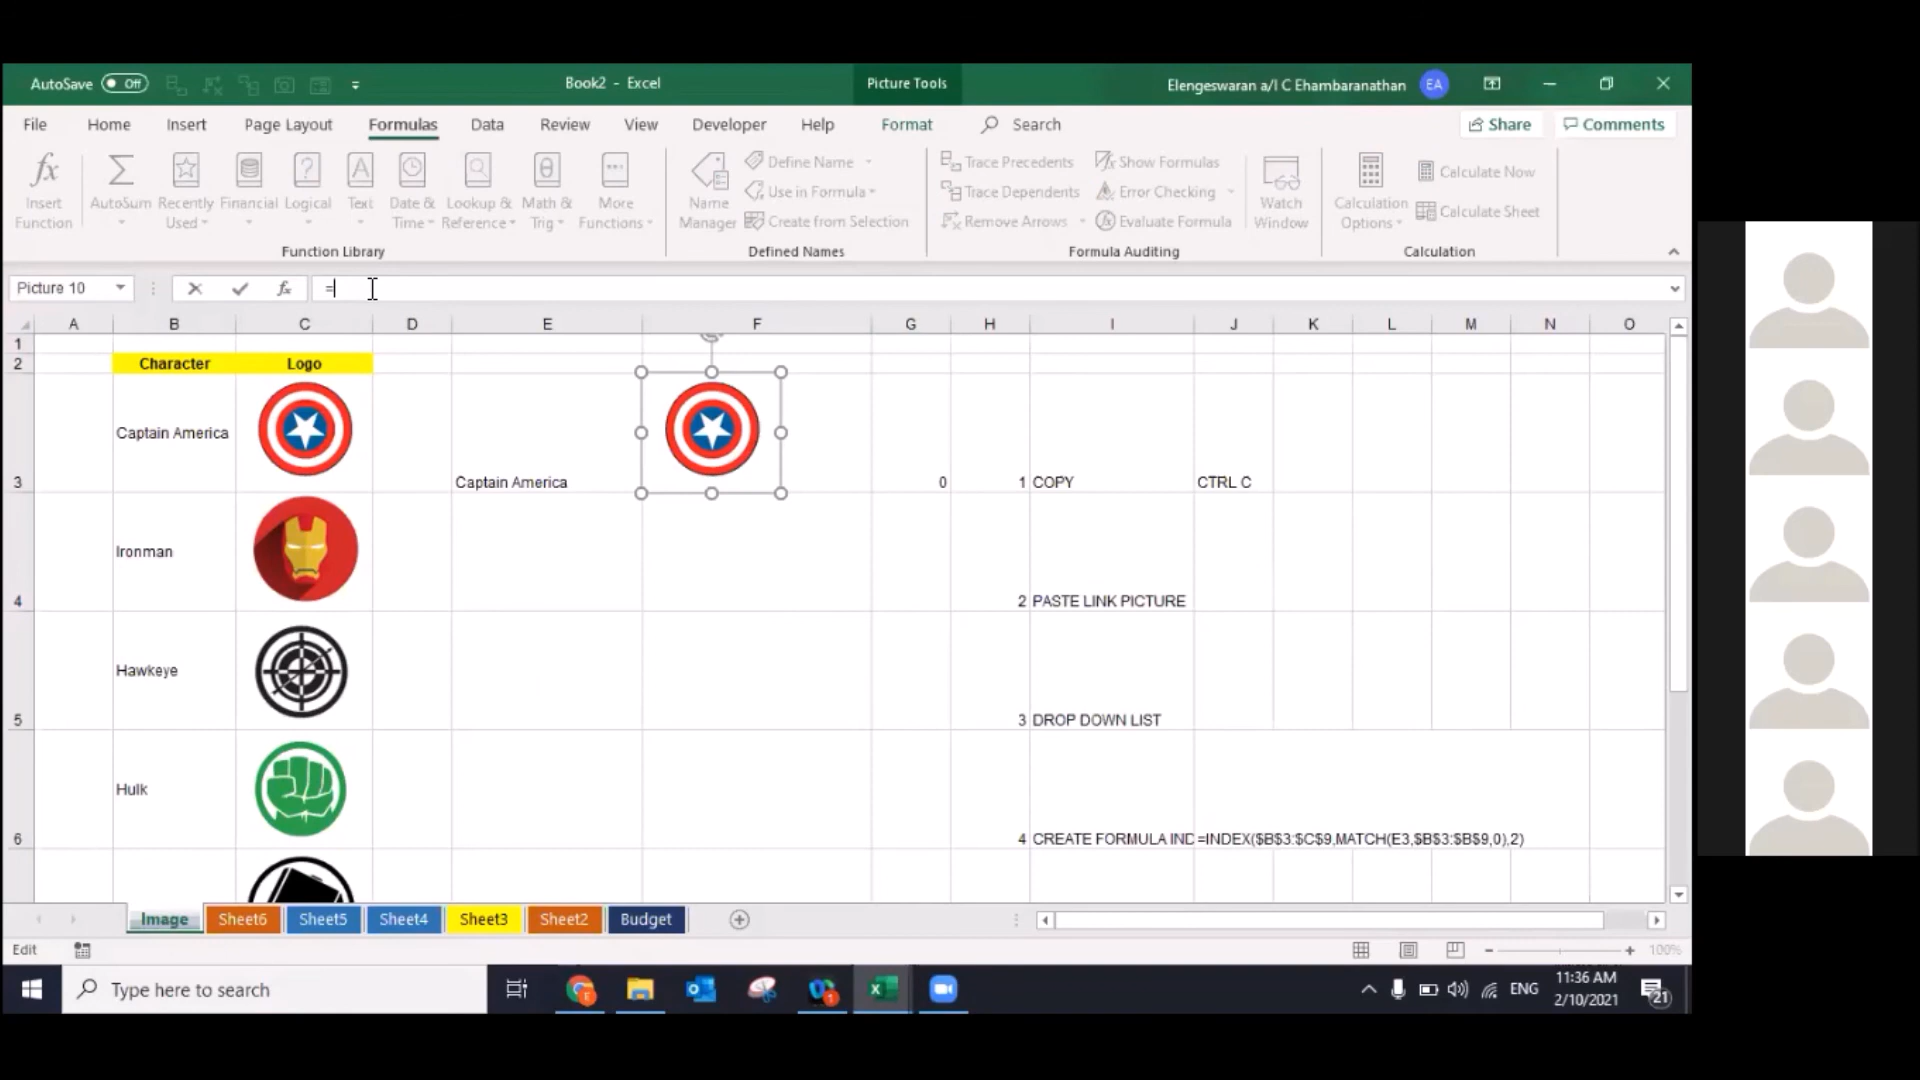 AutoSave Off
Book2 - Excel
Picture Tools
Elengeswaran a/l C Ehambaranathan EA
File Home Insert Page Layout Formulas Data Review View Developer Help Format Search
Share Comments
Insert Function
AutoSum
Recently Used
Financial
Logical
Text
Date & Time
Lookup & Reference
Math & Trig
More Functions
Function Library
Name Manager
Define Name
Use in Formula
Create from Selection
Defined Names
Trace Precedents
Trace Dependents
Remove Arrows
Show Formulas
Error Checking
Evaluate Formula
Formula Auditing
Watch Window
Calculation Options
Calculate Now
Calculate Sheet
Calculation
Picture 10 fx =
A B C D E F G H I J K L M N O
1
2 Character Logo
Captain America
3 Captain America 0 1 COPY CTRL C
Ironman
4 2 PASTE LINK PICTURE
Hawkeye
5 3 DROP DOWN LIST
Hulk
6 4 CREATE FORMULA IND =INDEX($B$3:$C$9,MATCH(E3,$B$3:$B$9,0),2)
Image Sheet6 Sheet5 Sheet4 Sheet3 Sheet2 Budget
Edit 100%
Type here to search
ENG
11:36 AM
2/10/2021
21